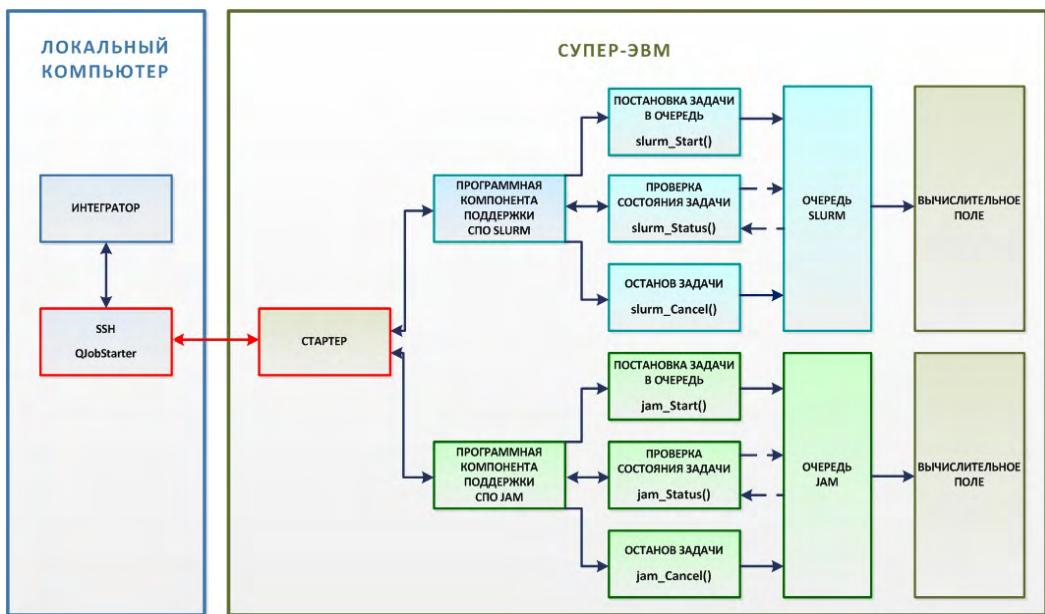 ЛОКАЛЬНЫЙ
КОМПЬЮТЕР
ИНТЕГРАТОР
SSH
QJobStarter
СУПЕР-ЭВМ
СТАРТЕР
ПРОГРАММНАЯ
КОМПОНЕНТА
ПОДДЕРЖКИ
СПО SLURM
ПОСТАНОВКА ЗАДАЧИ
В ОЧЕРЕДЬ
slurm_Start()
ПРОВЕРКА
СОСТОЯНИЯ ЗАДАЧИ
slurm_Status()
ОСТАНОВ ЗАДАЧИ
slurm_Cancel()
ОЧЕРЕДЬ
SLURM
ВЫЧИСЛИТЕЛЬНОЕ
ПОЛЕ
ПРОГРАММНАЯ
КОМПОНЕНТА
ПОДДЕРЖКИ
СПО JAM
ПОСТАНОВКА ЗАДАЧИ
В ОЧЕРЕДЬ
jam_Start()
ПРОВЕРКА
СОСТОЯНИЯ ЗАДАЧИ
jam_Status()
ОСТАНОВ ЗАДАЧИ
jam_Cancel()
ОЧЕРЕДЬ
JAM
ВЫЧИСЛИТЕЛЬНОЕ
ПОЛЕ